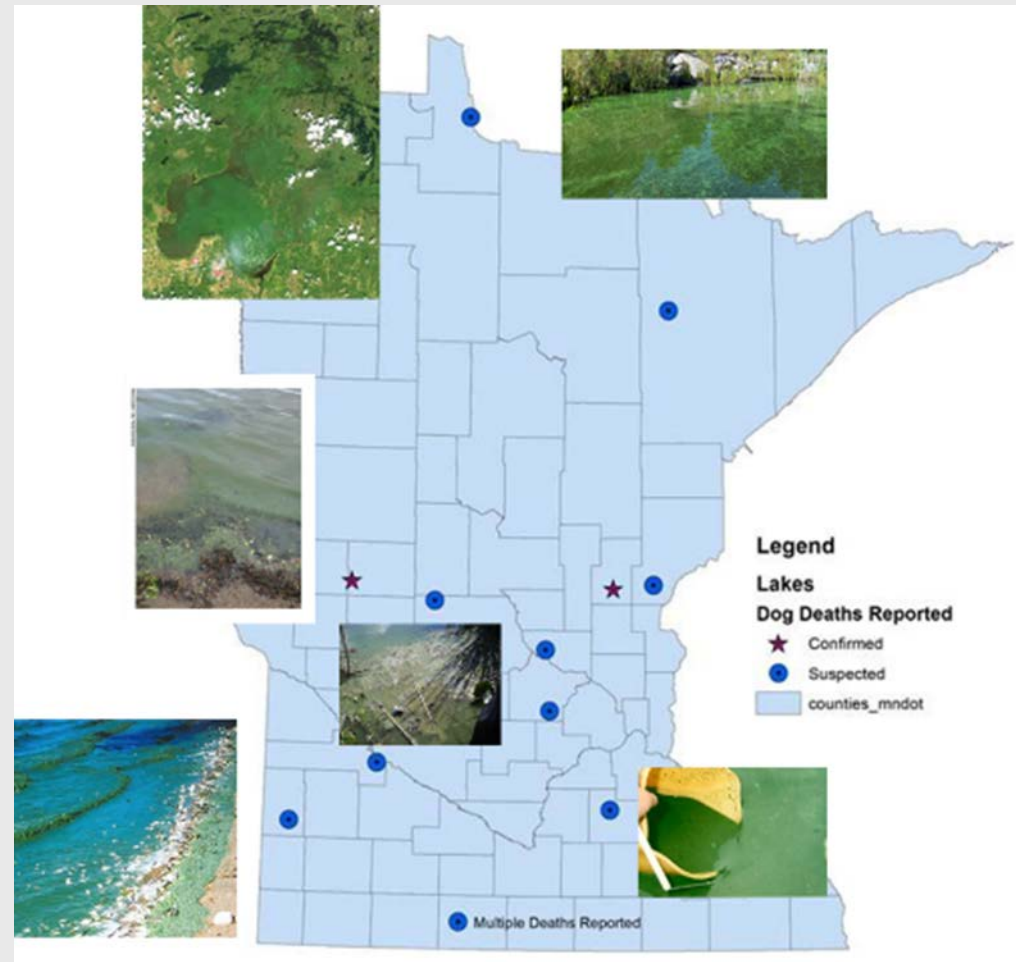 Legend
Lakes
Dog Deaths Reported
Confirmed
Suspected
counties_mndot
Multiple Deaths Reported